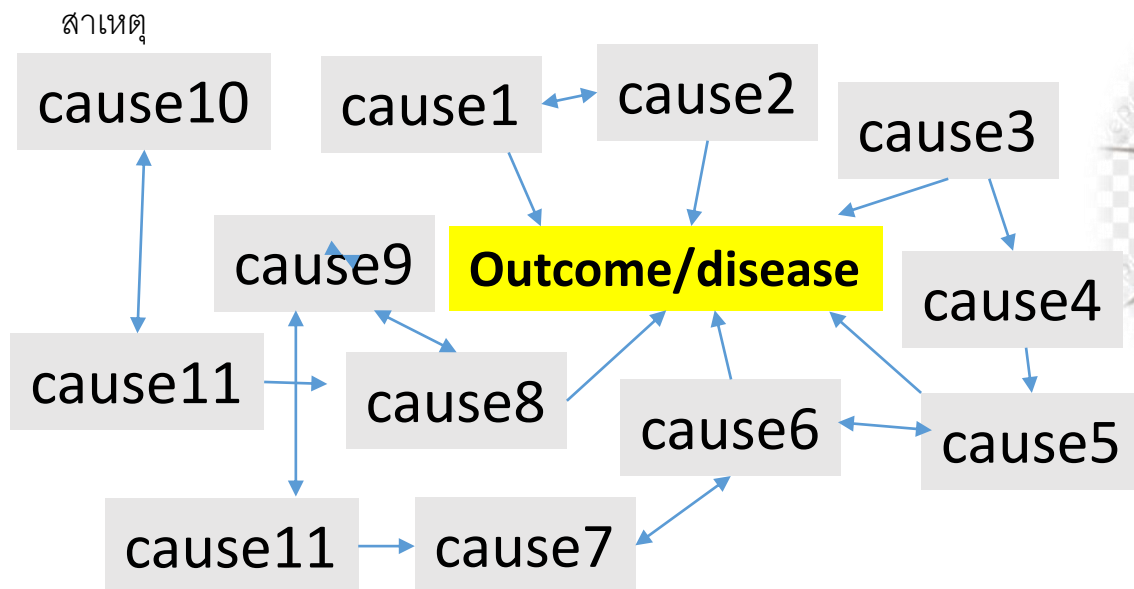 สาเหตุ
cause10
cause1
cause2
cause3
cause9
Outcome/disease
cause4
cause11
cause8
cause6
cause5
cause11
cause7